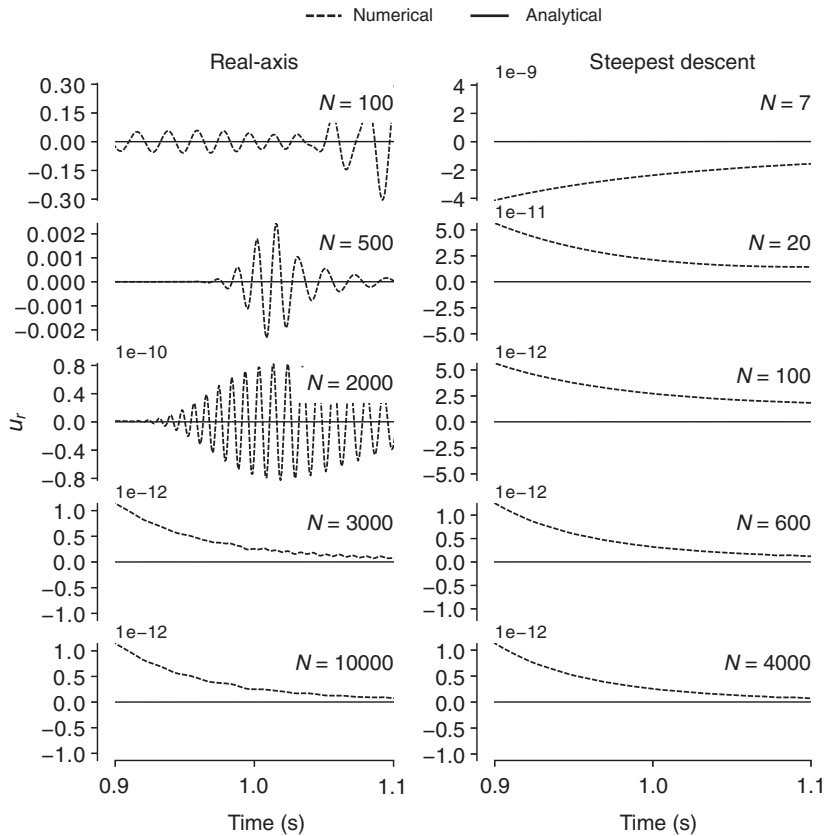 Numerical
Analytical
Real-axis
Steepest descent
0.30
0.15
0.00
−0.15
−0.30
N = 100
1e−9
4
2
0
−2
−4
N = 7
0.002
0.001
0.000
−0.001
−0.002
N = 500
1e−11
5.0
2.5
0.0
−2.5
−5.0
N = 20
1e−10
0.8
0.4
0.0
−0.4
−0.8
N = 2000
1e−12
5.0
2.5
0.0
−2.5
−5.0
N = 100
u_r
1e−12
1.0
0.5
0.0
−0.5
−1.0
N = 3000
1e−12
1.0
0.5
0.0
−0.5
−1.0
N = 600
1e−12
1.0
0.5
0.0
−0.5
−1.0
N = 10000
1e−12
1.0
0.5
0.0
−0.5
−1.0
N = 4000
0.9 1.0 1.1
0.9 1.0 1.1
Time (s)
Time (s)